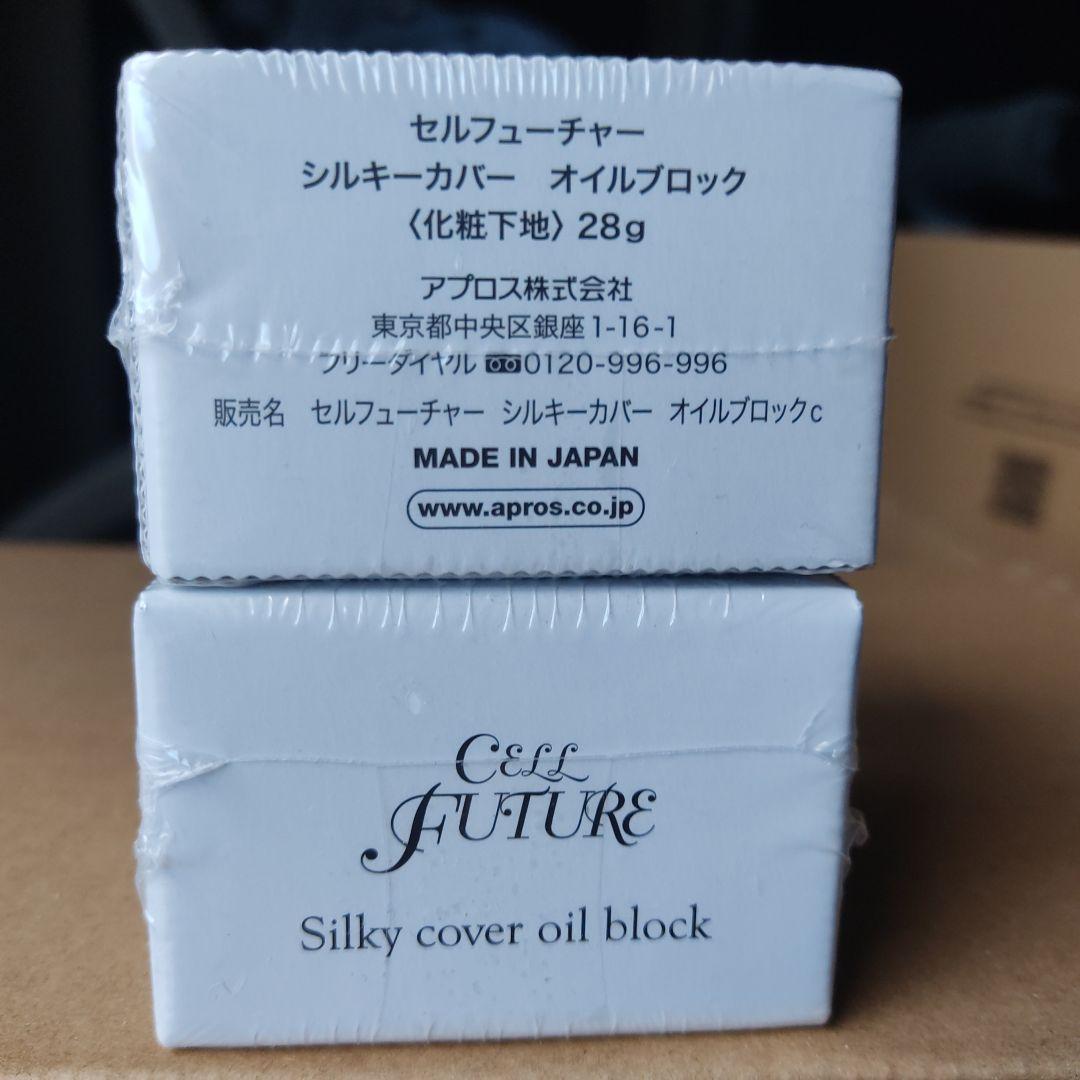 セルフューチャー
シルキーカバー　オイルブロック
〈化粧下地〉28g
アプロス株式会社
東京都中央区銀座1-16-1
フリーダイヤル 0120-996-996
販売名　セルフューチャー シルキーカバー オイルブロックc
MADE IN JAPAN
www.apros.co.jp
CELL
FUTURE
Silky cover oil block